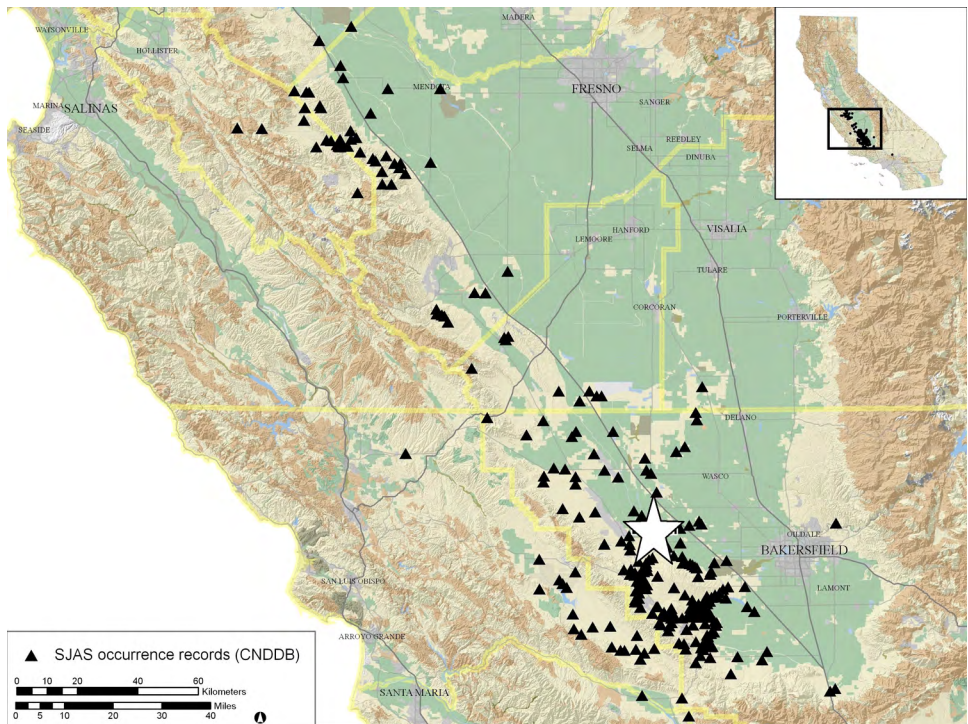 MADERA
WATSONVILLE
HOLLISTER
MENDOTA
FRESNO
SANGER
MARINA
SALINAS
SEASIDE
REEDLEY
SELMA
DINUBA
HANFORD
VISALIA
LEMOORE
TULARE
CORCORAN
PORTERVILLE
DELANO
WASCO
OILDALE
BAKERSFIELD
LAMONT
SAN LUIS OBISPO
ARROYO GRANDE
SANTA MARIA
SJAS occurrence records (CNDDB)
0 10 20 40 60
Kilometers
Miles
0 5 10 20 30 40